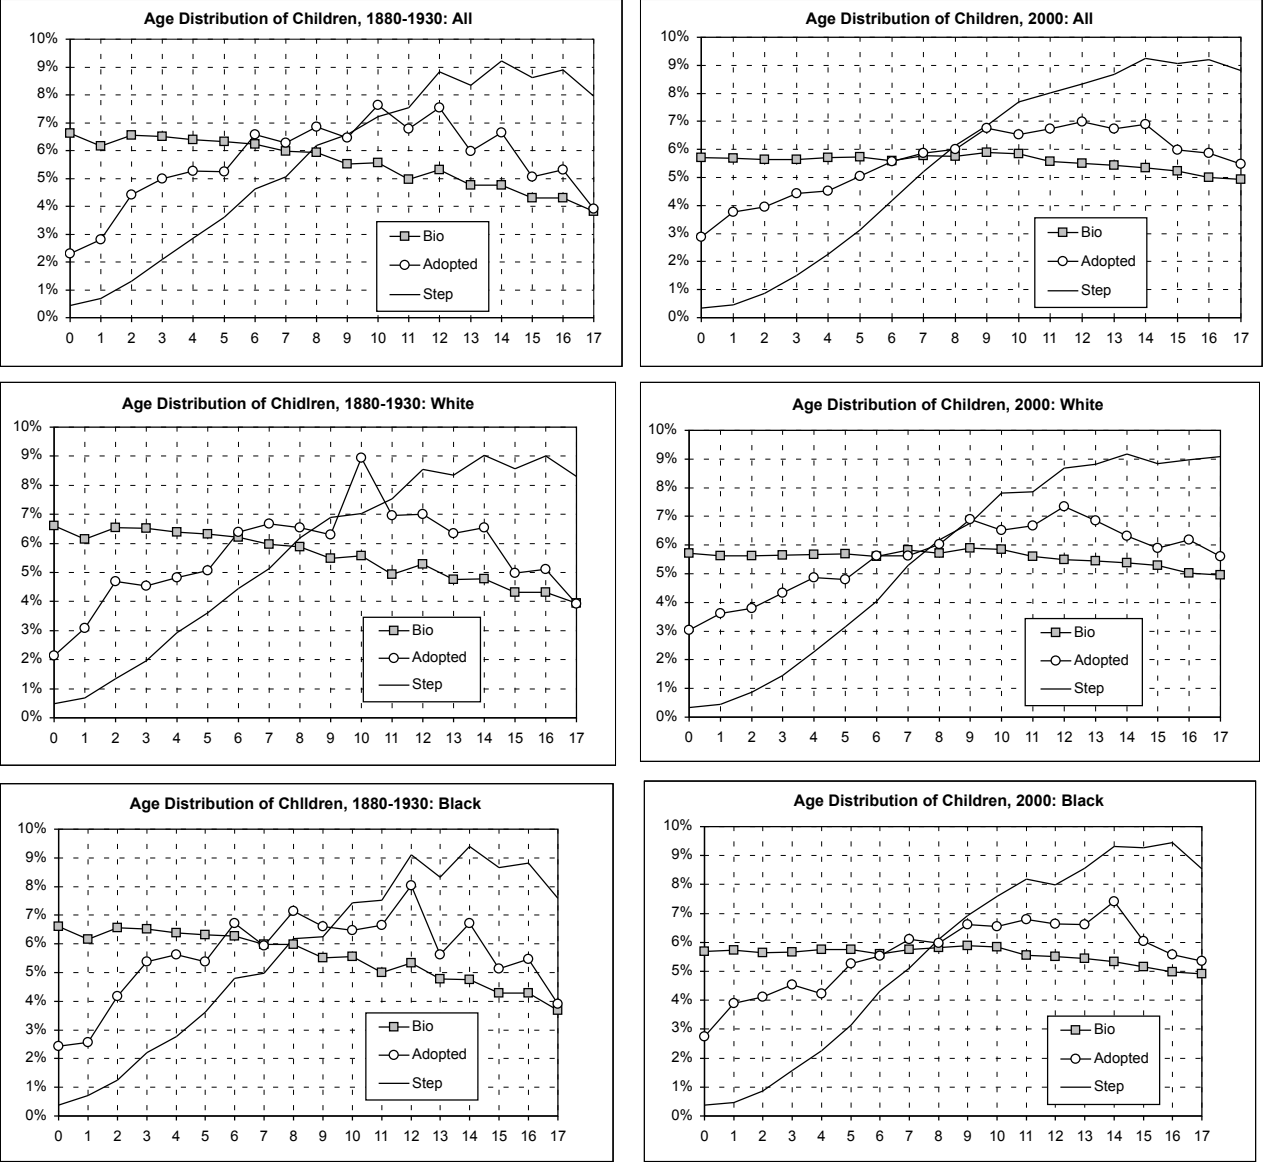 Age Distribution of Children, 1880-1930: All
10%
9%
8%
7%
6%
5%
4%
3%
2%
1%
0%
Bio
Adopted
Step
0 1 2 3 4 5 6 7 8 9 10 11 12 13 14 15 16 17
Age Distribution of Children, 2000: All
10%
9%
8%
7%
6%
5%
4%
3%
2%
1%
0%
Bio
Adopted
Step
0 1 2 3 4 5 6 7 8 9 10 11 12 13 14 15 16 17
Age Distribution of Chidlren, 1880-1930: White
10%
9%
8%
7%
6%
5%
4%
3%
2%
1%
0%
Bio
Adopted
Step
0 1 2 3 4 5 6 7 8 9 10 11 12 13 14 15 16 17
Age Distribution of Children, 2000: White
10%
9%
8%
7%
6%
5%
4%
3%
2%
1%
0%
Bio
Adopted
Step
0 1 2 3 4 5 6 7 8 9 10 11 12 13 14 15 16 17
Age Distribution of Chlldren, 1880-1930: Black
10%
9%
8%
7%
6%
5%
4%
3%
2%
1%
0%
Bio
Adopted
Step
0 1 2 3 4 5 6 7 8 9 10 11 12 13 14 15 16 17
Age Distribution of Children, 2000: Black
10%
9%
8%
7%
6%
5%
4%
3%
2%
1%
0%
Bio
Adopted
Step
0 1 2 3 4 5 6 7 8 9 10 11 12 13 14 15 16 17